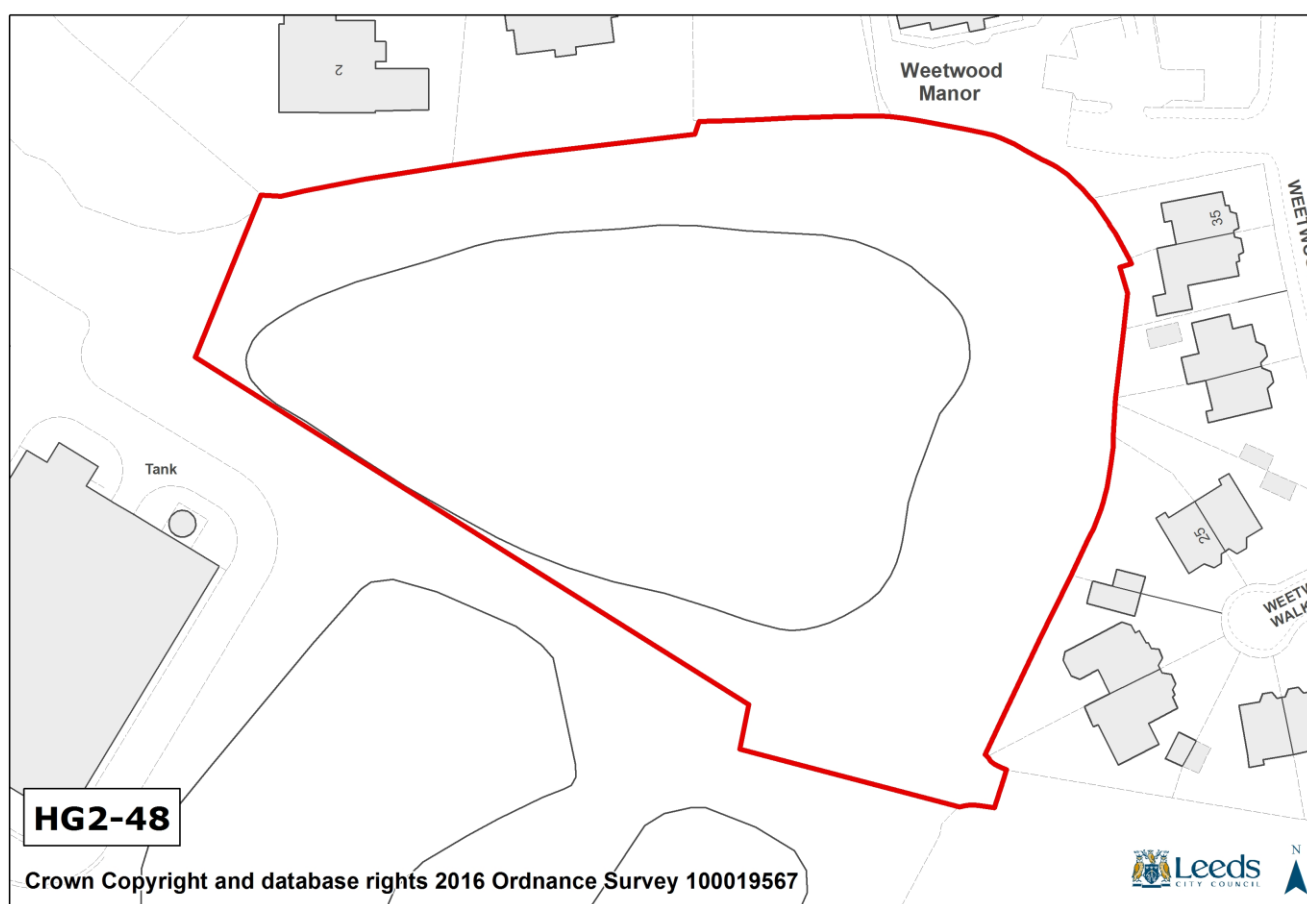 2
Weetwood
Manor
35
Tank
25
HG2-48
Crown Copyright and database rights 2016 Ordnance Survey 100019567
Leeds
CITY COUNCIL
N